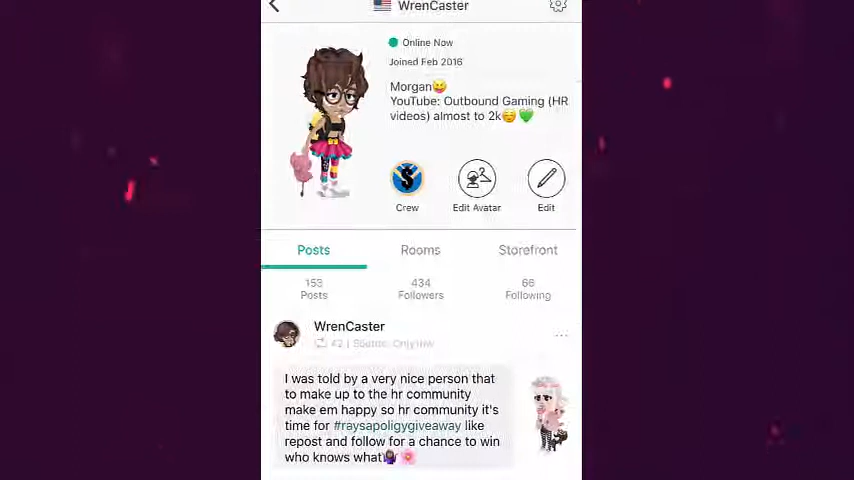 WrenCaster
Online Now
Joined Feb 2016
Morgan😝
YouTube: Outbound Gaming (HR
videos) almost to 2k☺️💚
Crew
Edit Avatar
Edit
Posts
Rooms
Storefront
153
Posts
434
Followers
66
Following
WrenCaster
#2 | Source:
I was told by a very nice person that
to make up to the hr community
make em happy so hr community it's
time for #raysapoligygiveaway like
repost and follow for a chance to win
who knows what🤷🏾‍♀️🌸